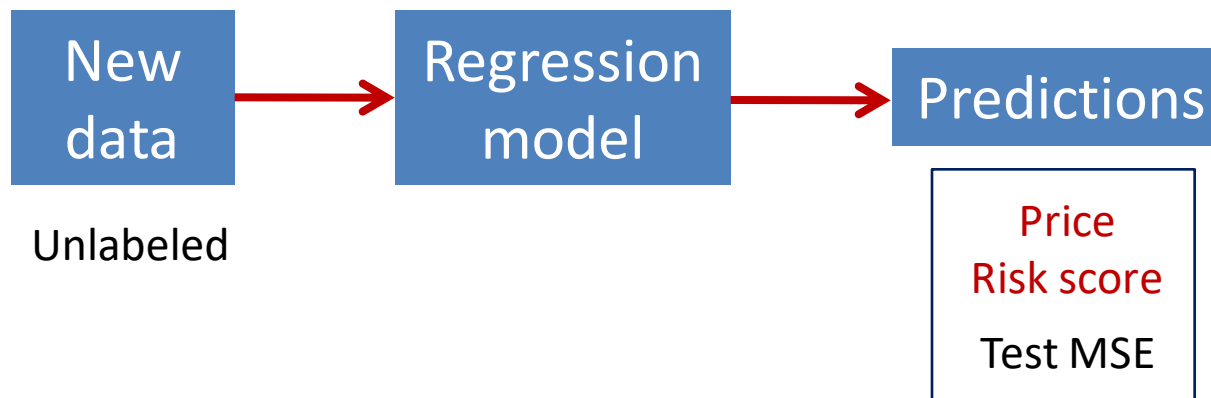 New
data
Regression
model
Predictions
Unlabeled
Price
Risk score
Test MSE